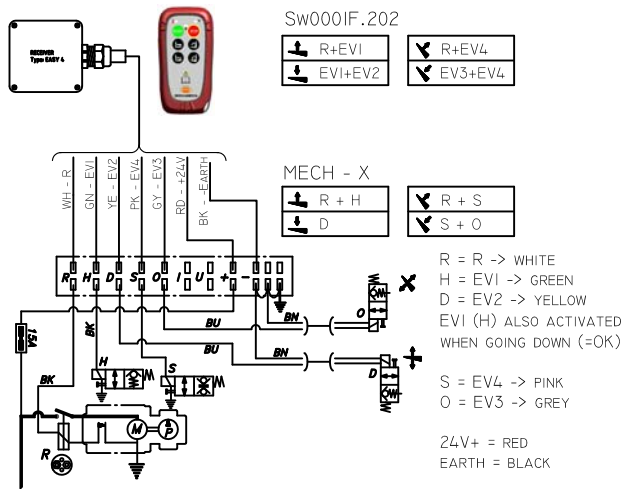 SW000IF.202
RECEIVER
Type: EASY 4
R+EV1
R+EV4
EV1+EV2
EV3+EV4
WH - R
GN - EV1
YE - EV2
PK - EV4
GY - EV3
RD - +24V
BK - -EARTH
MECH - X
R + H
R + S
D
S + O
R H D S O I U + -
R = R -> WHITE
H = EV1 -> GREEN
D = EV2 -> YELLOW
EV1 (H) ALSO ACTIVATED
WHEN GOING DOWN (=OK)
S = EV4 -> PINK
O = EV3 -> GREY
24V+ = RED
EARTH = BLACK
15A
BK
BU
BN
O
BU
BN
D
H
S
BK
M
P
R